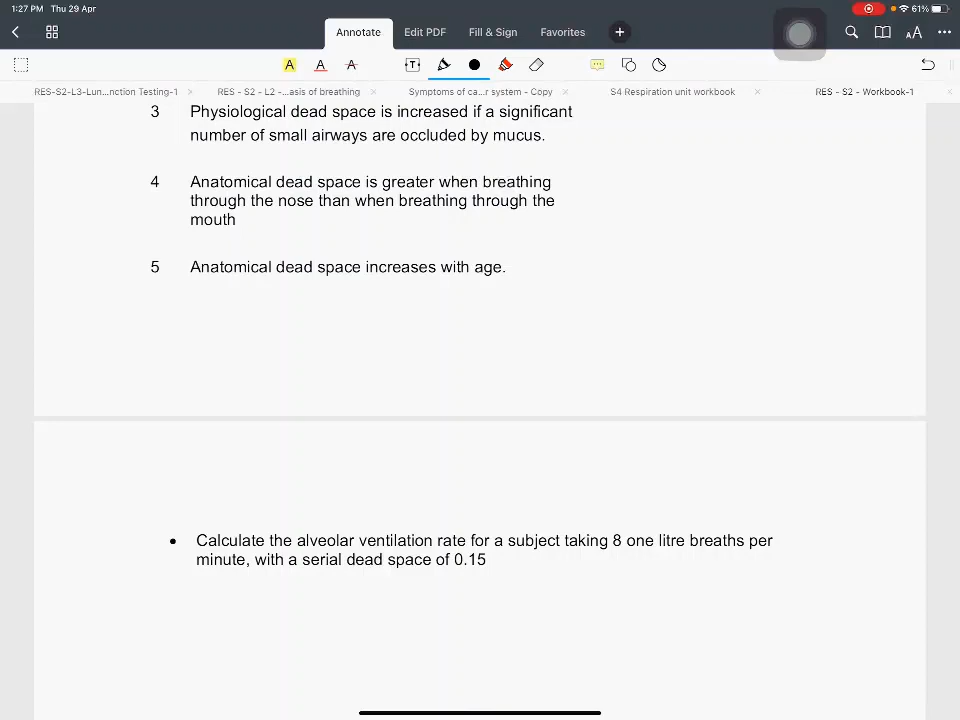 1:27 PM Thu 29 Apr
61%
Annotate Edit PDF Fill & Sign Favorites
A A A T
AA
RES-S2-L3-Lun...nction Testing-1 × RES - S2 - L2 -...asis of breathing × Symptoms of ca...r system - Copy × S4 Respiration unit workbook × RES - S2 - Workbook-1 ×
3 Physiological dead space is increased if a significant
number of small airways are occluded by mucus.
4 Anatomical dead space is greater when breathing
through the nose than when breathing through the
mouth
5 Anatomical dead space increases with age.
• Calculate the alveolar ventilation rate for a subject taking 8 one litre breaths per
minute, with a serial dead space of 0.15